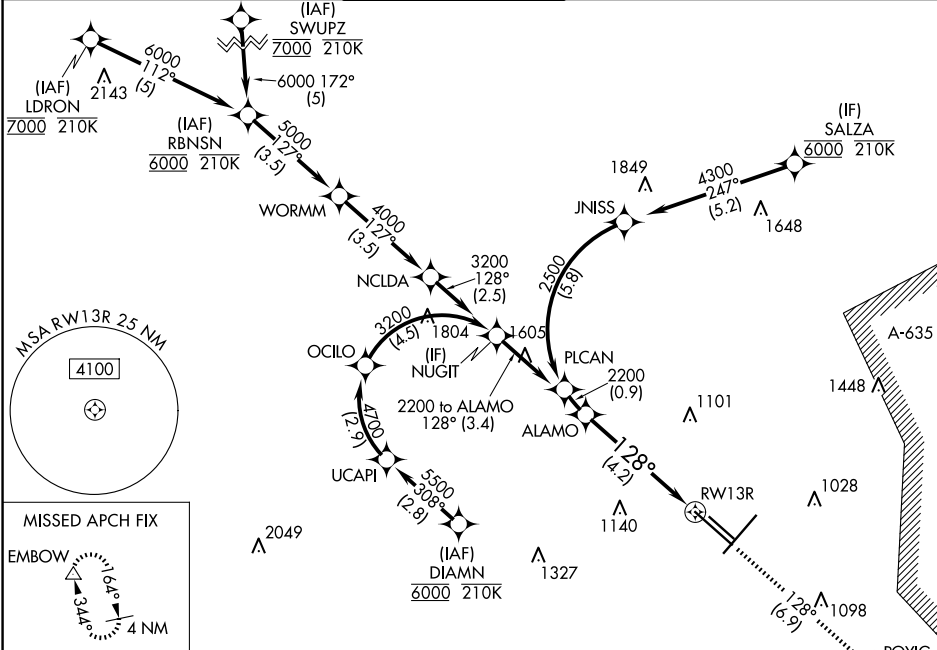 (IAF)
SWUPZ
7000 210K
6000
112°
(5)
(IAF)
LDRON
7000 210K
2143
6000 172°
(5)
(IAF)
RBNSN
6000 210K
5000
127°
(3.5)
(IF)
SALZA
6000 210K
4300
247°
(5.2)
1849
1648
WORMM
JNISS
4000
127°
(3.5)
NCLDA
3200
128°
(2.5)
2500
(5.8)
MSA RW13R 25 NM
4100
A-635
3200
(4.5)
1804
1605
OCILO
(IF)
NUGIT
PLCAN
2200
(0.9)
1448
2200 to ALAMO
128° (3.4)
ALAMO
1101
4700
(2.9)
128°
(4.2)
UCAPI
5500
308°
(2.8)
RW13R
1028
1140
MISSED APCH FIX
EMBOW
164°
344°
4 NM
2049
(IAF)
DIAMN
6000 210K
1327
128°
(6.9)
1098